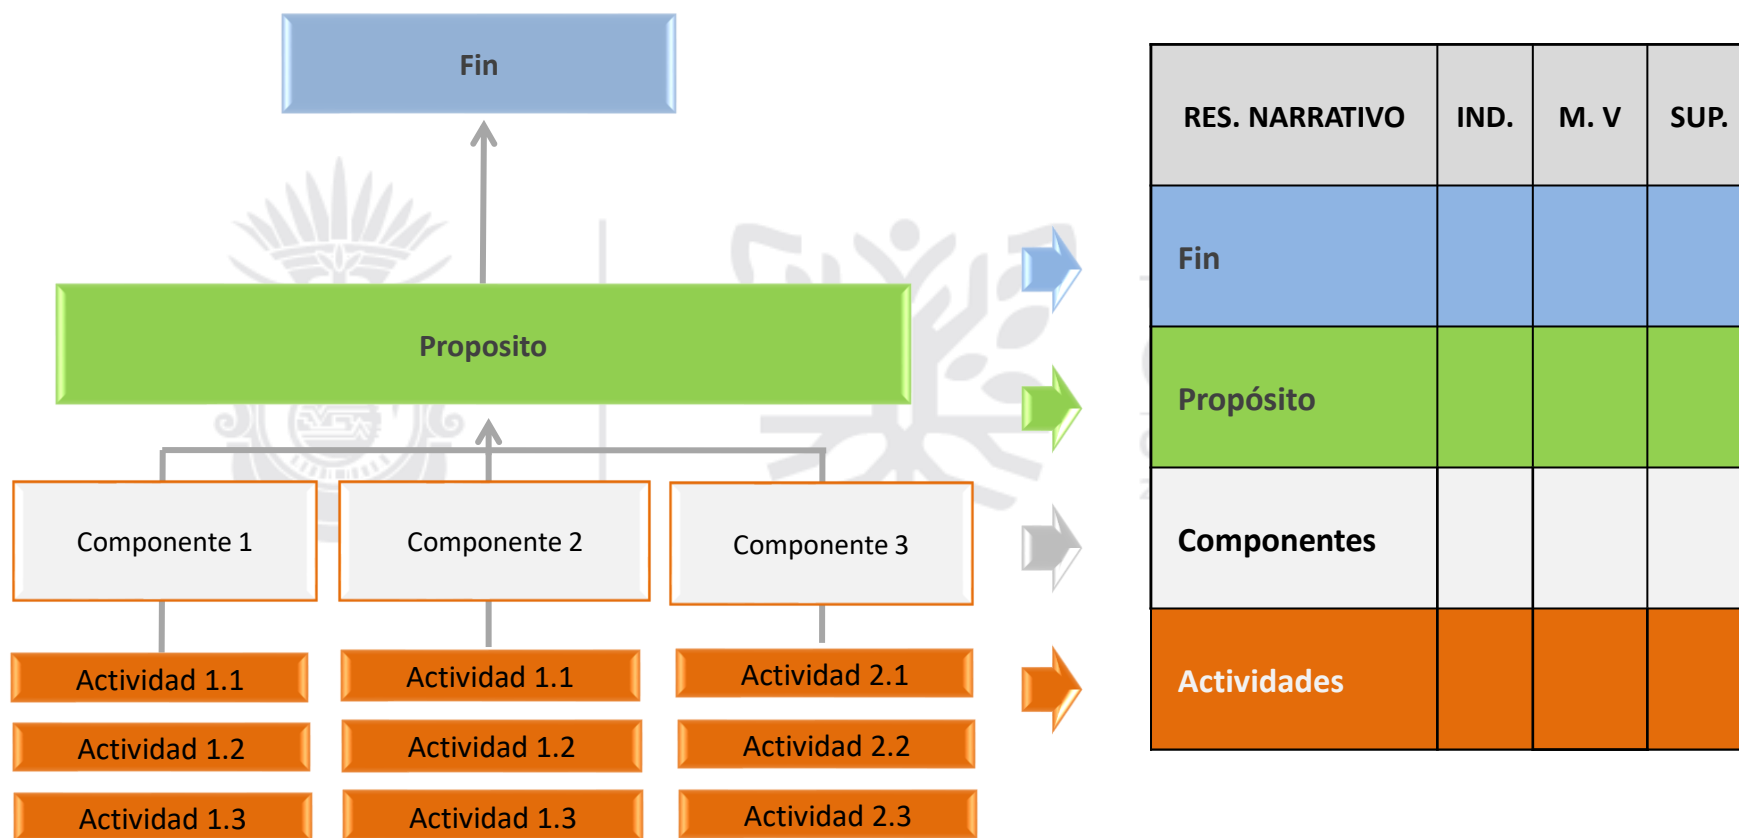 Fin
Proposito
Componente 1
Componente 2
Componente 3
Actividad 1.1
Actividad 1.1
Actividad 2.1
Actividad 1.2
Actividad 1.2
Actividad 2.2
Actividad 1.3
Actividad 1.3
Actividad 2.3
RES. NARRATIVO IND. M. V SUP.
Fin
Propósito
Componentes
Actividades